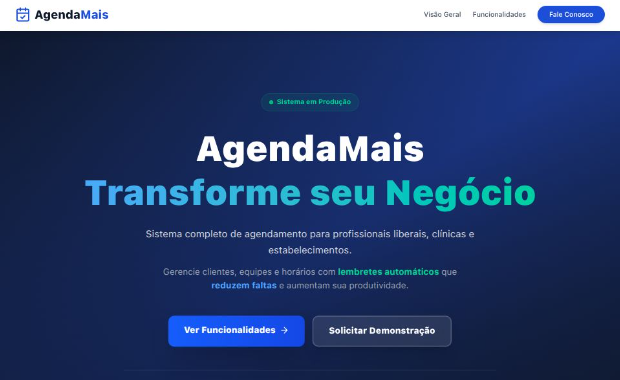 AgendaMais
Visão Geral
Funcionalidades
Fale Conosco
Sistema em Produção
AgendaMais
Transforme seu Negócio
Sistema completo de agendamento para profissionais liberais, clínicas e
estabelecimentos.
Gerencie clientes, equipes e horários com lembretes automáticos que
reduzem faltas e aumentam sua produtividade.
Ver Funcionalidades →
Solicitar Demonstração